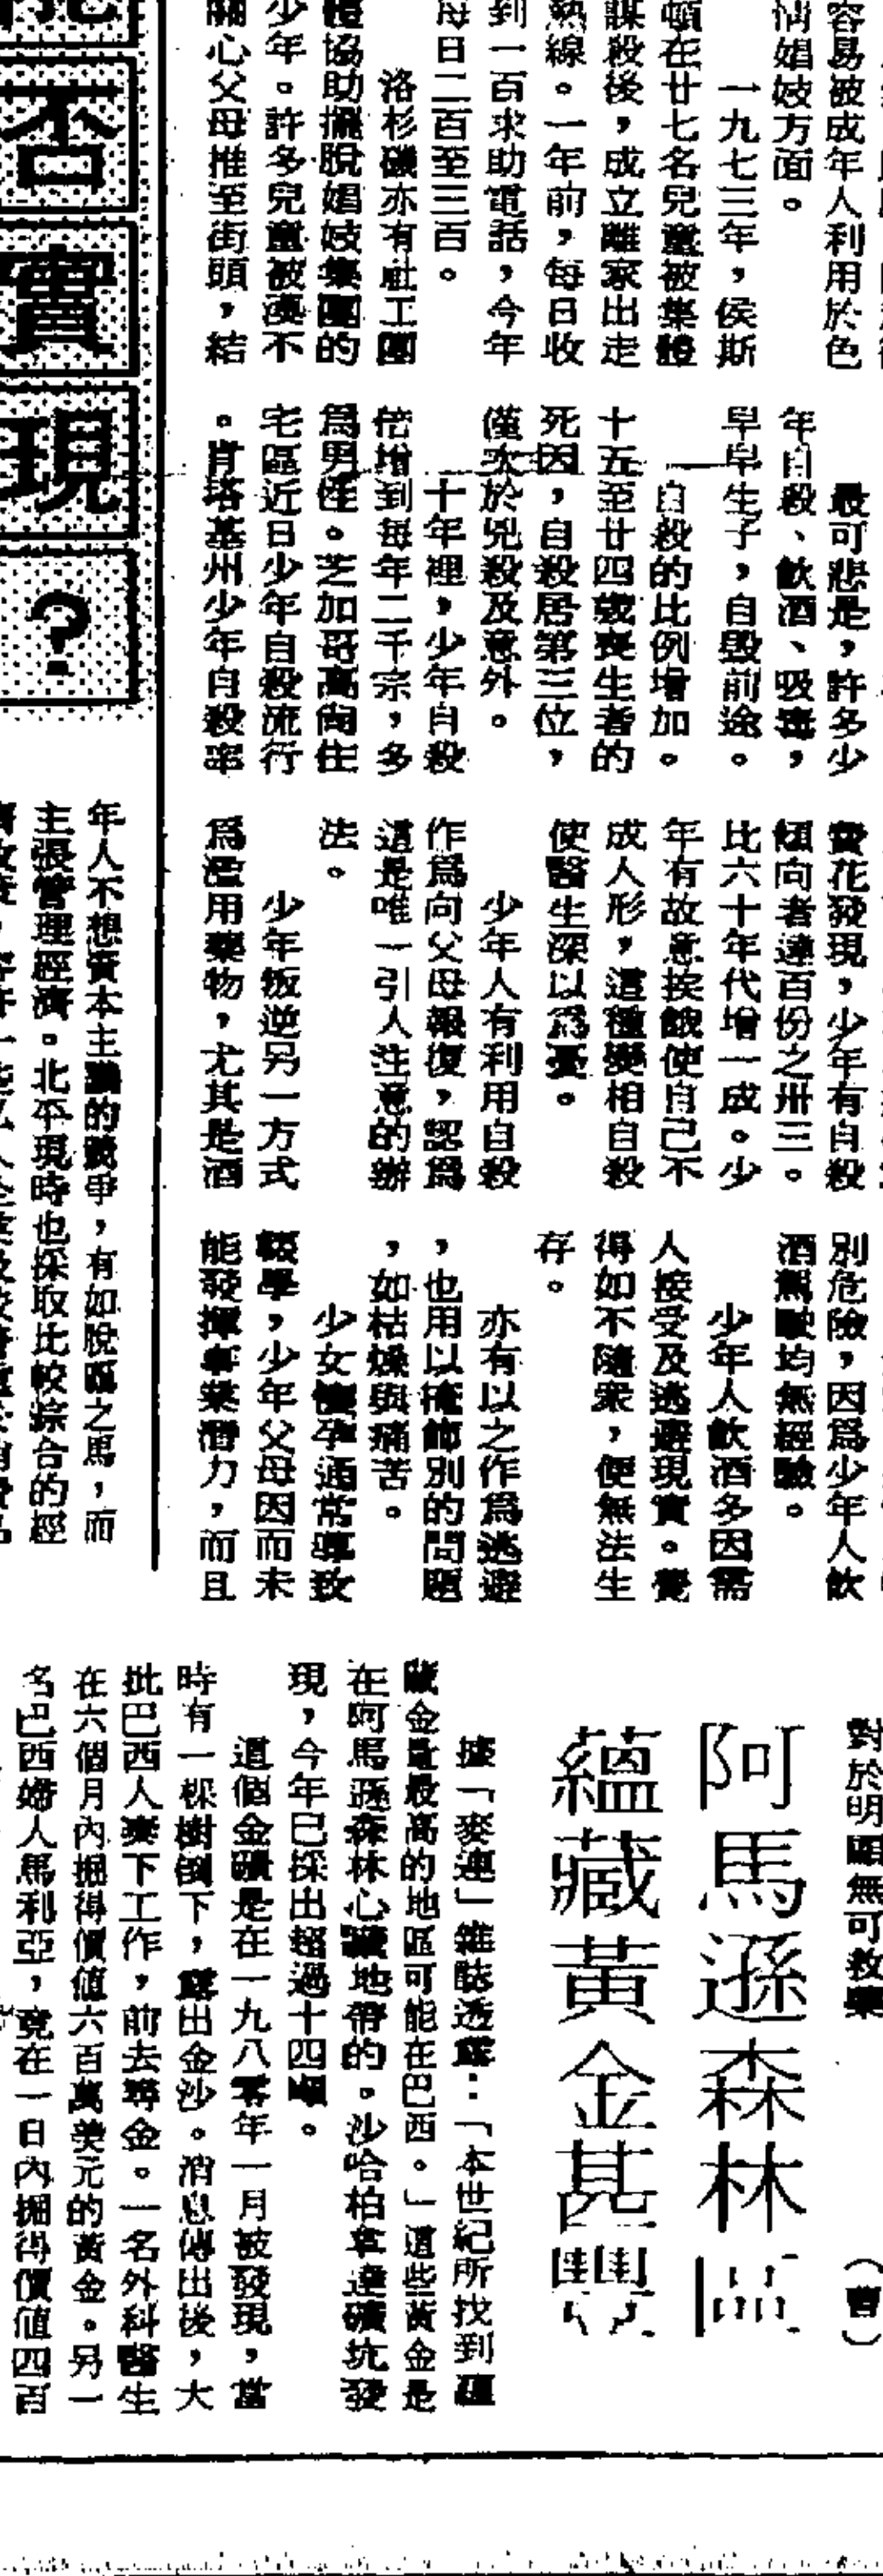 容易被成年人利用於色
情娼妓方面。
一九七三年，侯斯
頓在廿七名兒童被集體
謀殺後，成立離家出走
熱線。一年前，每日收
到一百求助電話，今年
每日二百至三百。
洛杉磯亦有社工團
體協助擺脫娼妓集團的
少年。許多兒童被漠不
關心父母推至街頭，結
最可悲是，許多少
年自殺、飲酒、吸毒，
早早生子，自毀前途。
自殺的比例增加。
十五至廿四歲喪生者的
死因，自殺居第三位，
僅次於兇殺及意外。
十年裡，少年自殺
倍增到每年二千宗，多
為男性。芝加哥高尚住
宅區近日少年自殺流行
。肯塔基州少年自殺率
費花發現，少年有自殺
傾向者達百份之卅三。
比六十年代增一成。少
年有故意挨餓使自己不
成人形，這種變相自殺
使醫生深以為憂。
少年人有利用自殺
作為向父母報復，認為
這是唯一引人注意的辦
法。
少年叛逆另一方式
為濫用藥物，尤其是酒
別危險，因為少年人飲
酒駕駛均無經驗。
少年人飲酒多因需
人接受及逃避現實。覺
得如不隨眾，便無法生
存。
亦有以之作為逃避
，也用以掩飾別的問題
，如枯燥與痛苦。
少女懷孕通常導致
輟學，少年父母因而未
能發揮事業潛力，而且
否實現？
年人不想資本主義的競爭，有如脫韁之馬，而
主張管理經濟。北平現時也採取比較綜合的經
對於明眼無可救藥
（曹）
阿馬遜森林區
蘊藏黃金甚豐
據「麥連」雜誌透露：「本世紀所找到蘊
藏金量最高的地區可能在巴西。」這些黃金是
在阿馬遜森林心臟地帶的。沙哈柏拿達礦坑發
現，今年已採出超過十四噸。
這個金礦是在一九八零年一月被發現，當
時有一棵樹倒下，露出金沙。消息傳出後，大
批巴西人棄下工作，前去尋金。一名外科醫生
在六個月內掘得價值六百萬美元的黃金。另一
名巴西婦人馬利亞，竟在一日內掘得價值四百